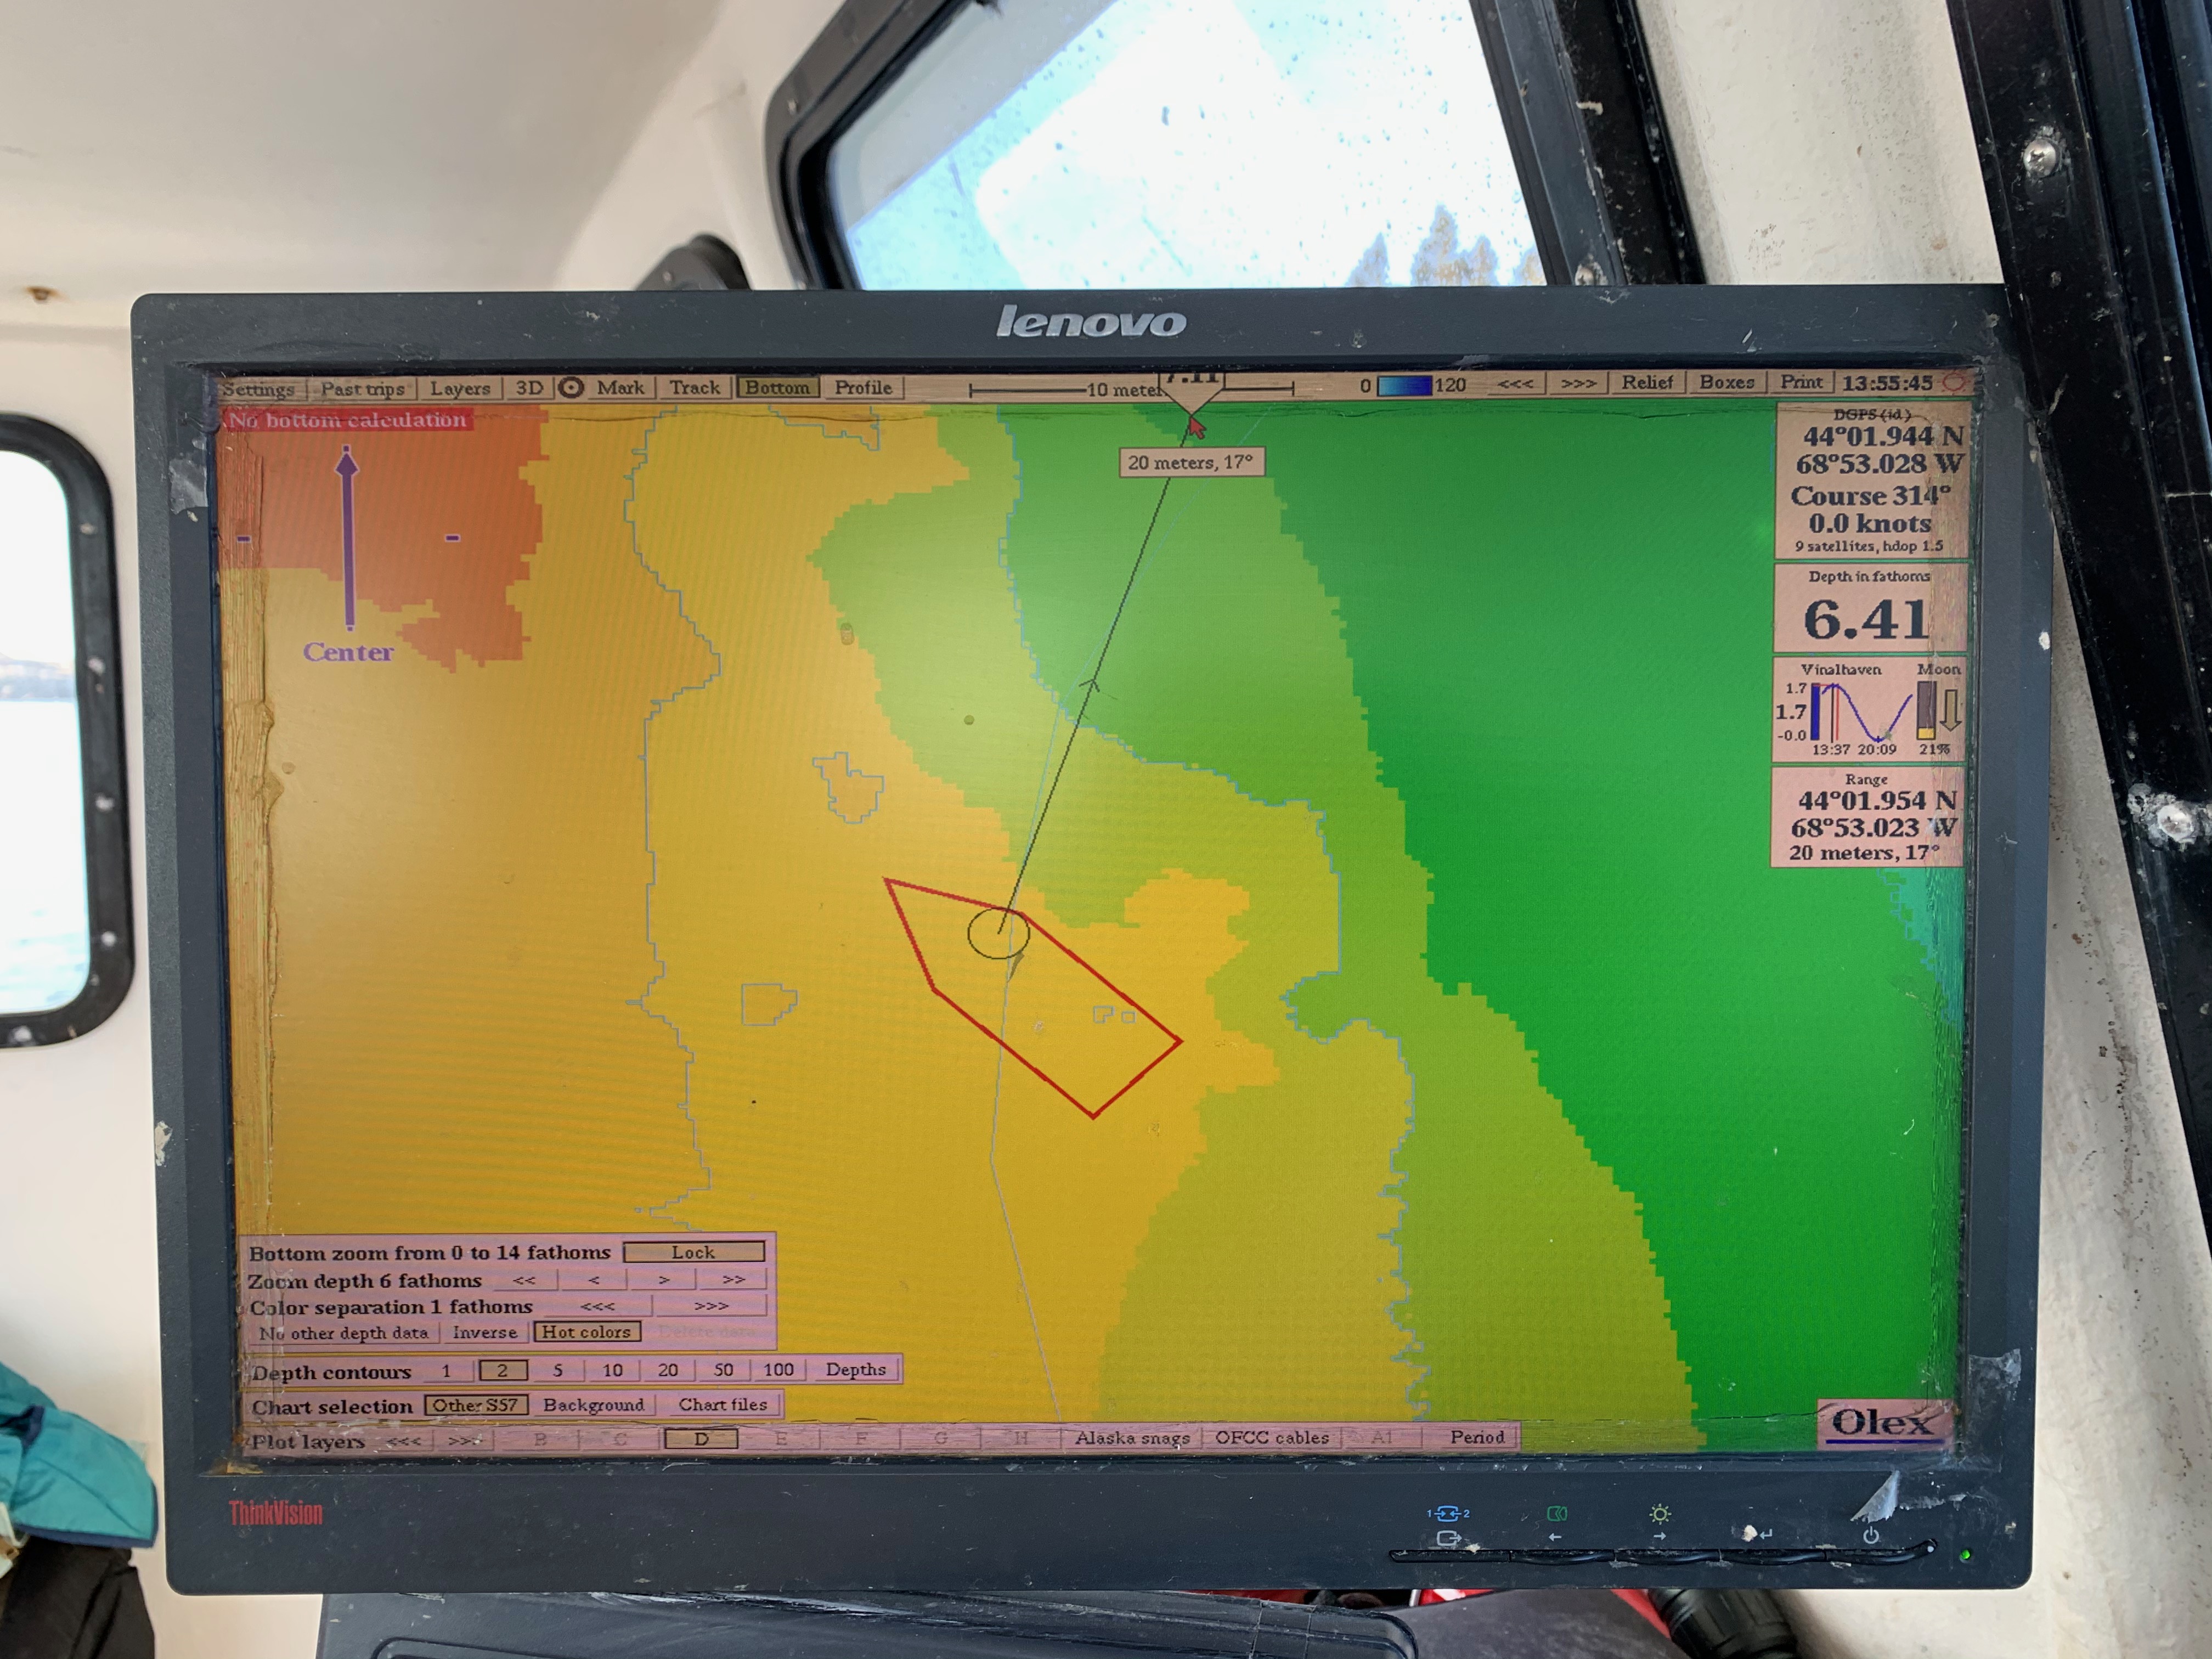 lenovo
Settings Past trips Layers 3D Mark Track Bottom Profile 10 meter 7.11 0 120 <<< >>> Relief Boxes Print 13:55:45
No bottom calculation
Center
20 meters, 17°
DGPS (id)
44°01.944 N
68°53.028 W
Course 314°
0.0 knots
9 satellites, hdop 1.5
Depth in fathoms
6.41
Vinalhaven Moon
1.7
1.7
-0.0
13:37 20:09 21%
Range
44°01.954 N
68°53.023 W
20 meters, 17°
Bottom zoom from 0 to 14 fathoms Lock
Zoom depth 6 fathoms << < > >>
Color separation 1 fathoms <<< >>>
No other depth data Inverse Hot colors Delete data
Depth contours 1 2 5 10 20 50 100 Depths
Chart selection Other S57 Background Chart files
Plot layers <<< >>> B C D E F G H Alaska snags OFCC cables A1 Period
Olex
ThinkVision
1 2